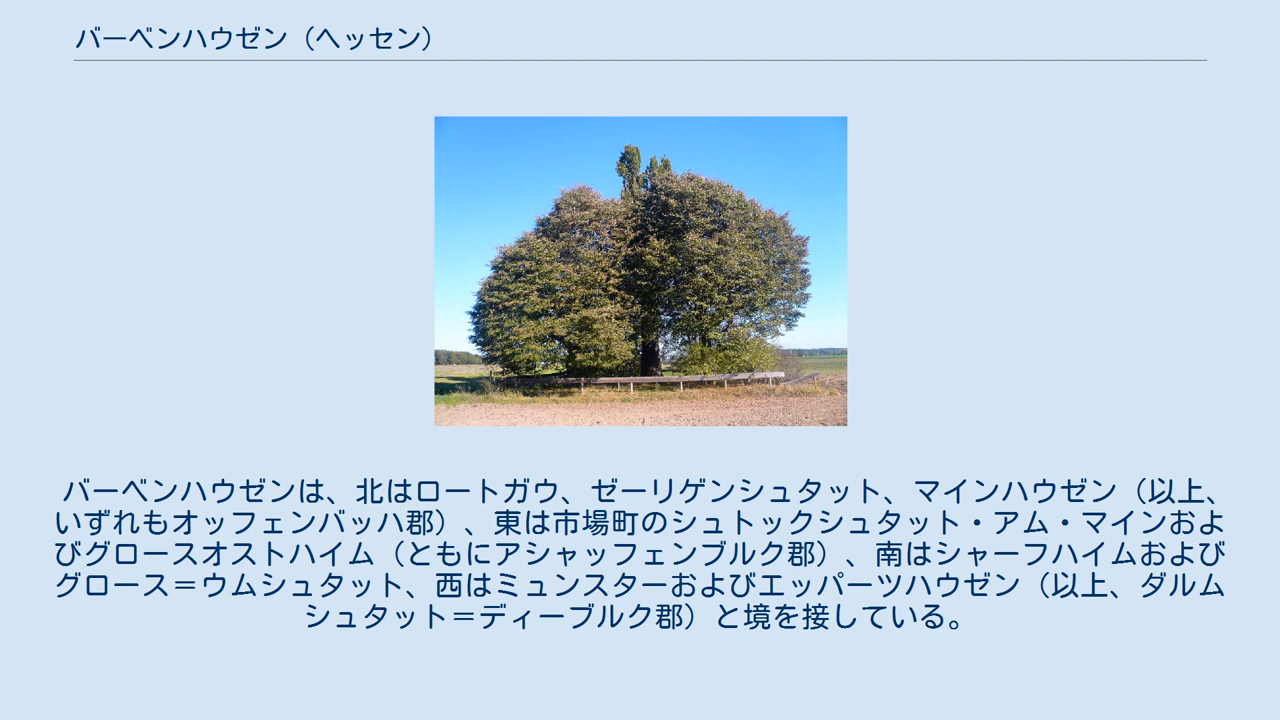 バーベンハウゼン（ヘッセン）
バーベンハウゼンは、北はロートガウ、ゼーリゲンシュタット、マインハウゼン（以上、
いずれもオッフェンバッハ郡）、東は市場町のシュトックシュタット・アム・マインおよ
びグロースオストハイム（ともにアシャッフェンブルク郡）、南はシャーフハイムおよび
グロース＝ウムシュタット、西はミュンスターおよびエッパーツハウゼン（以上、ダルム
シュタット＝ディーブルク郡）と境を接している。